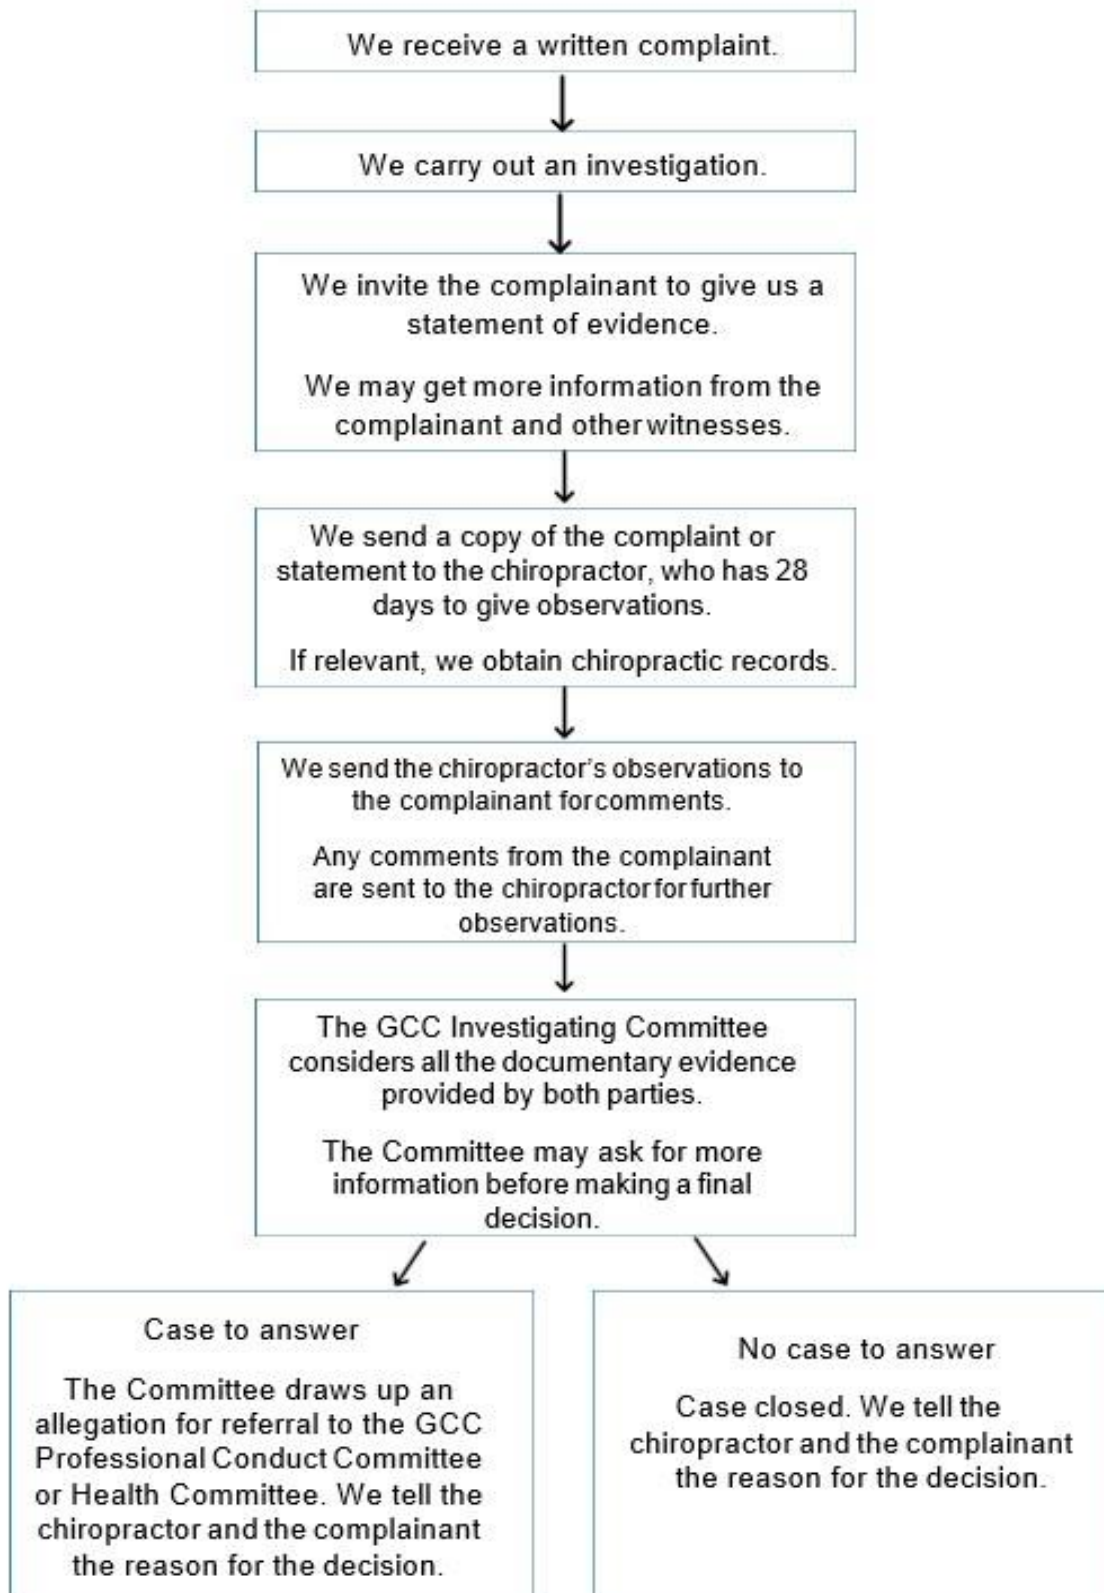 We receive a written complaint.
We carry out an investigation.
We invite the complainant to give us a
statement of evidence.
We may get more information from the
complainant and other witnesses.
We send a copy of the complaint or
statement to the chiropractor, who has 28
days to give observations.
If relevant, we obtain chiropractic records.
We send the chiropractor's observations to
the complainant for comments.
Any comments from the complainant
are sent to the chiropractor for further
observations.
The GCC Investigating Committee
considers all the documentary evidence
provided by both parties.
The Committee may ask for more
information before making a final
decision.
Case to answer
The Committee draws up an
allegation for referral to the GCC
Professional Conduct Committee
or Health Committee. We tell the
chiropractor and the complainant
the reason for the decision.
No case to answer
Case closed. We tell the
chiropractor and the complainant
the reason for the decision.